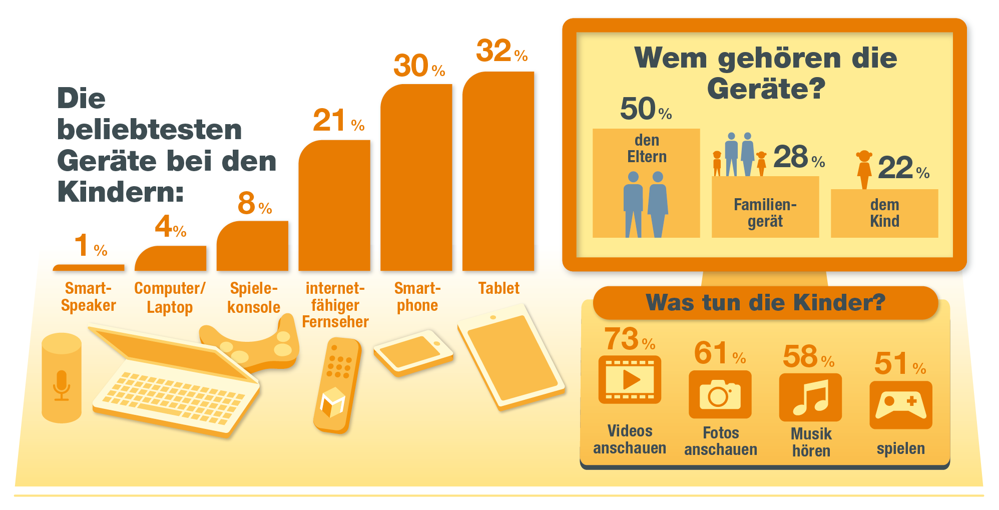 Die
beliebtesten
Geräte bei den
Kindern:
1 %
4%
8 %
21 %
30 %
32 %
Smart-
Speaker
Computer/
Laptop
Spiele-
konsole
internet-
fähiger
Fernseher
Smart-
phone
Tablet
Wem gehören die
Geräte?
50 %
den
Eltern
28 %
Familien-
gerät
22 %
dem
Kind
Was tun die Kinder?
73 %
Videos
anschauen
61 %
Fotos
anschauen
58 %
Musik
hören
51 %
spielen